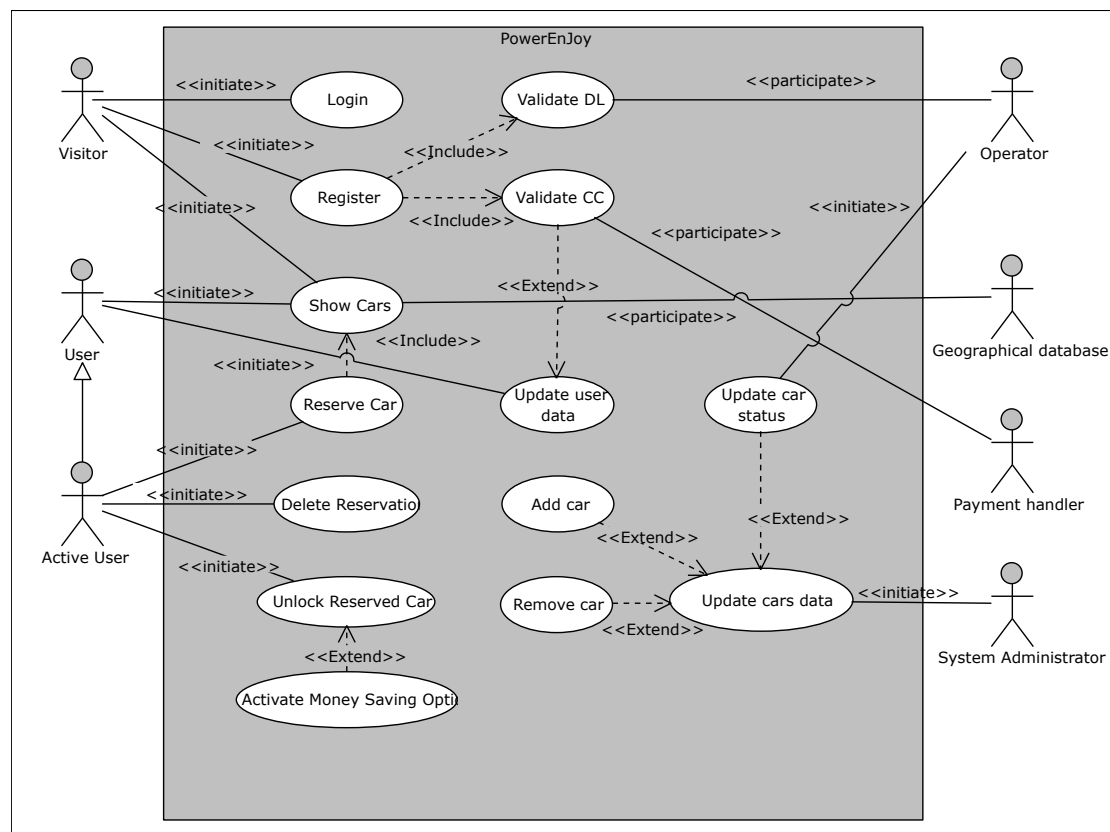 PowerEnJoy
<<initiate>>
Login
Validate DL
<<participate>>
Visitor
Operator
<<initiate>>
<<Include>>
Register
Validate CC
<<initiate>>
<<initiate>>
<<Include>>
<<participate>>
<<initiate>>
Show Cars
<<Extend>>
<<participate>>
User
<<Include>>
Geographical database
<<initiate>>
Reserve Car
Update user
data
Update car
status
<<initiate>>
<<initiate>>
Delete Reservation
Add car
Payment handler
<<Extend>>
<<Extend>>
Active User
<<initiate>>
Unlock Reserved Car
Remove car
Update cars data
<<initiate>>
<<Extend>>
<<Extend>>
System Administrator
Activate Money Saving Opti